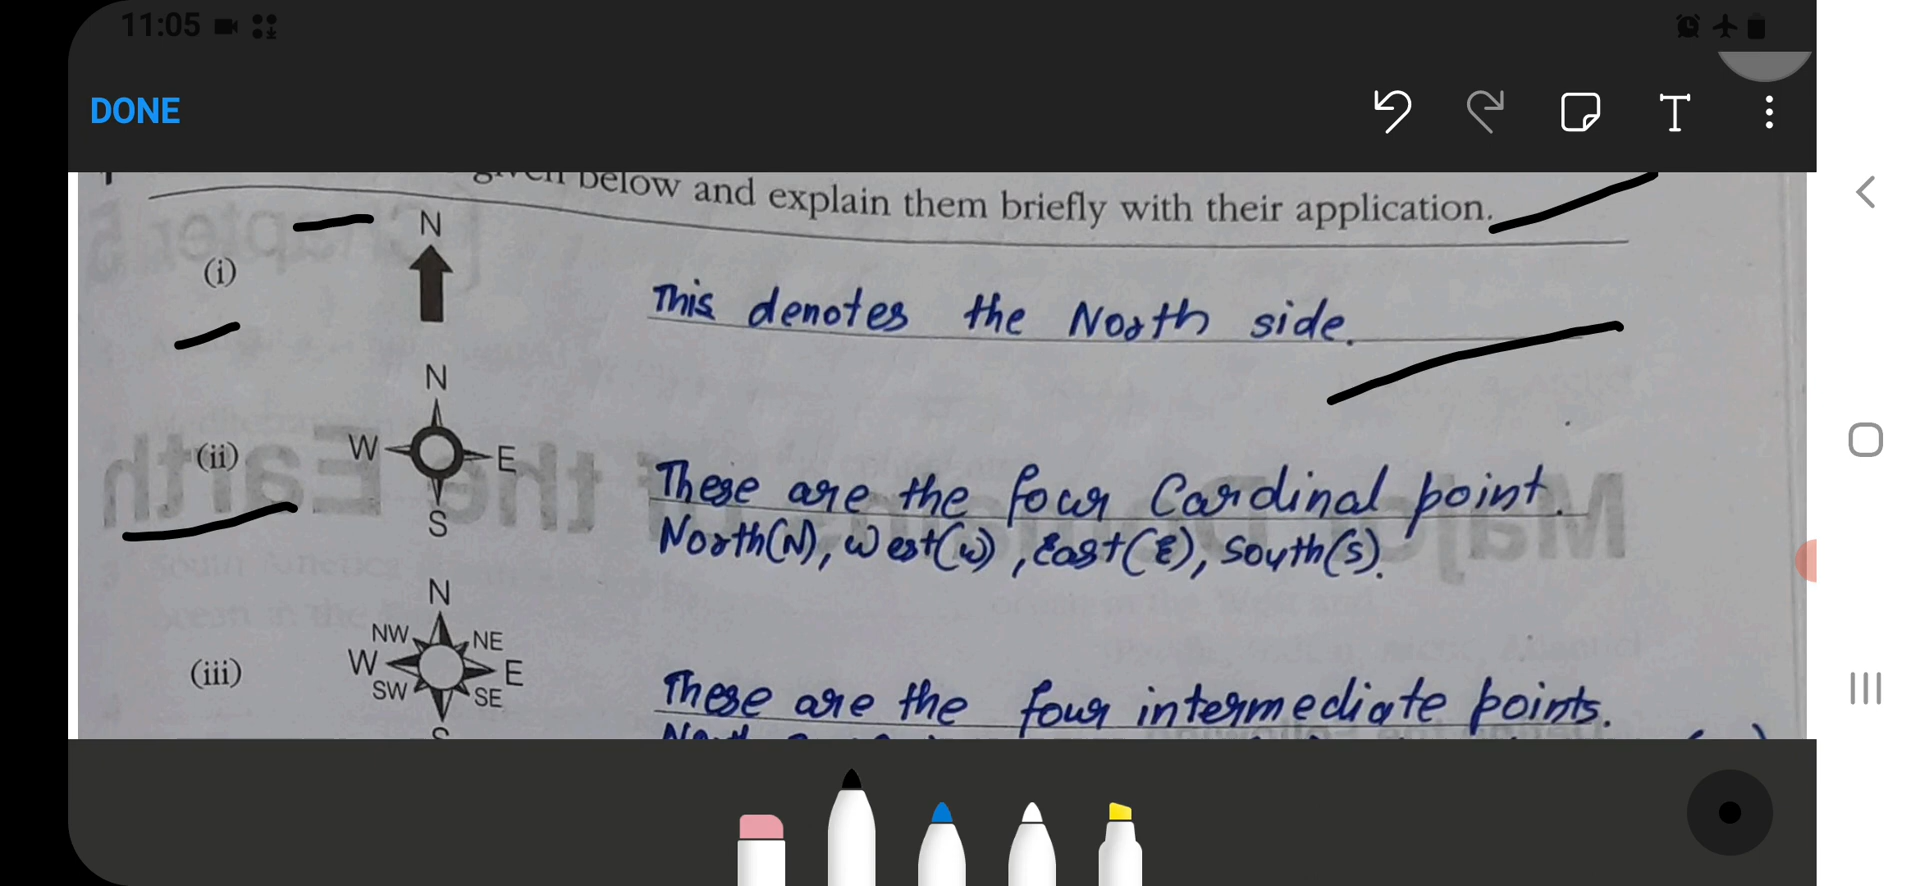 11:05
DONE
T
given below and explain them briefly with their application.
N
(i)
This denotes the North side.
N
(ii) W E
S
These are the four Cardinal point.
North(N), West(W), East(E), South(S).
N
NW NE
(iii) W E
SW SE
S
These are the four intermediate points.